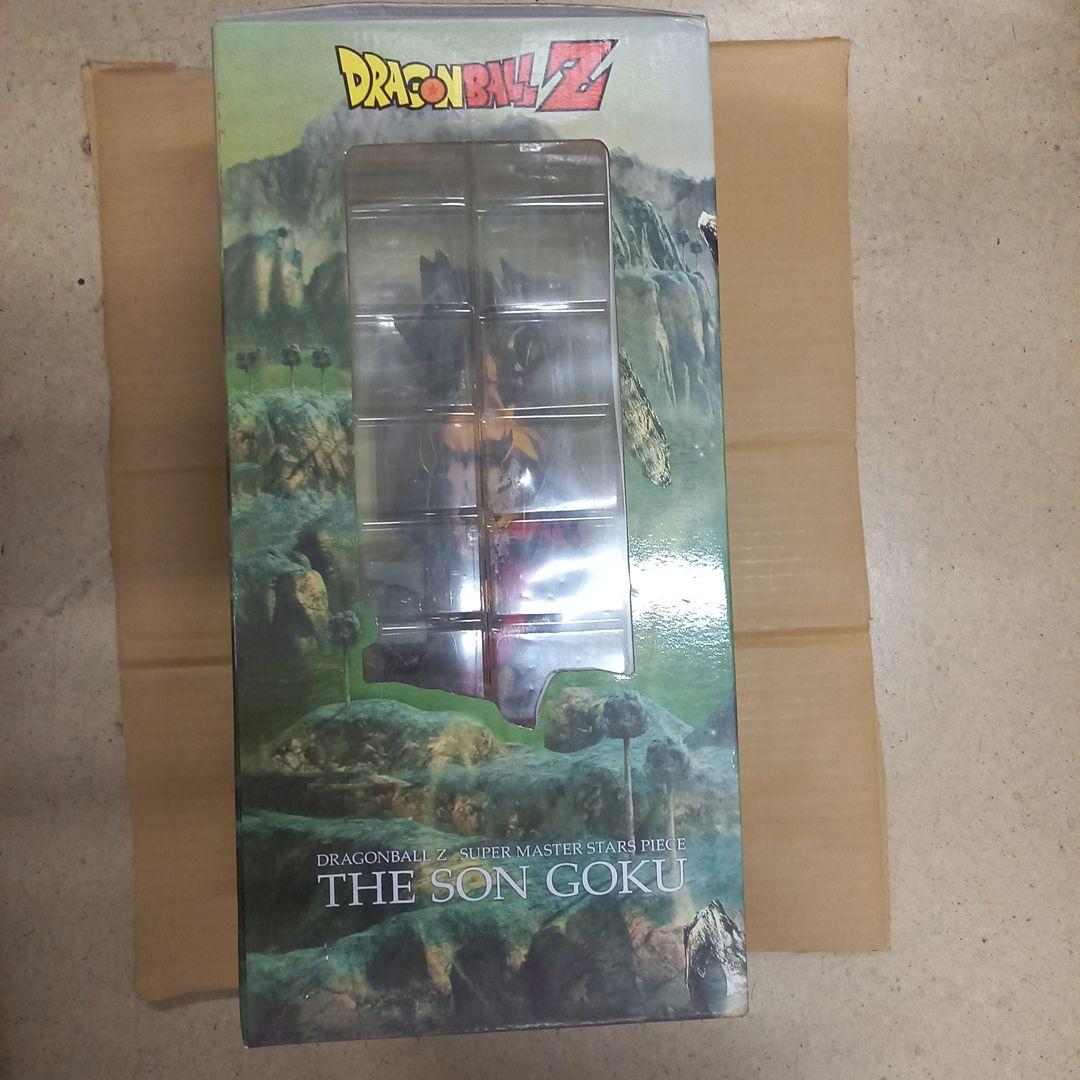 DRAGONBALL Z
DRAGONBALL Z SUPER MASTER STARS PIECE
THE SON GOKU